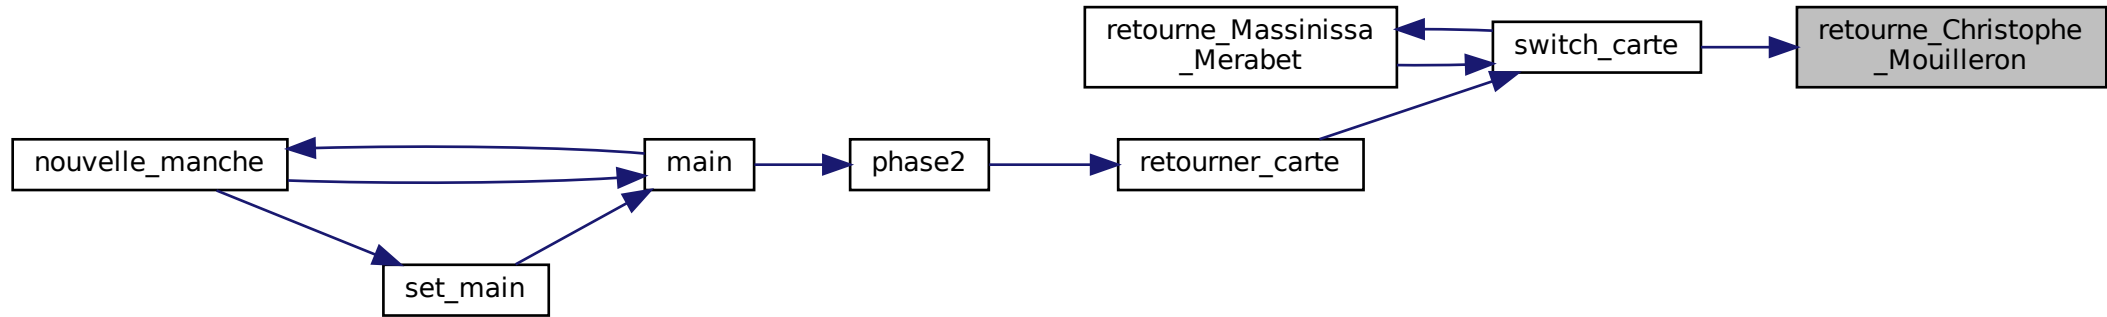 retourne_Massinissa
_Merabet
switch_carte
retourne_Christophe
_Mouilleron
nouvelle_manche
main
phase2
retourner_carte
set_main